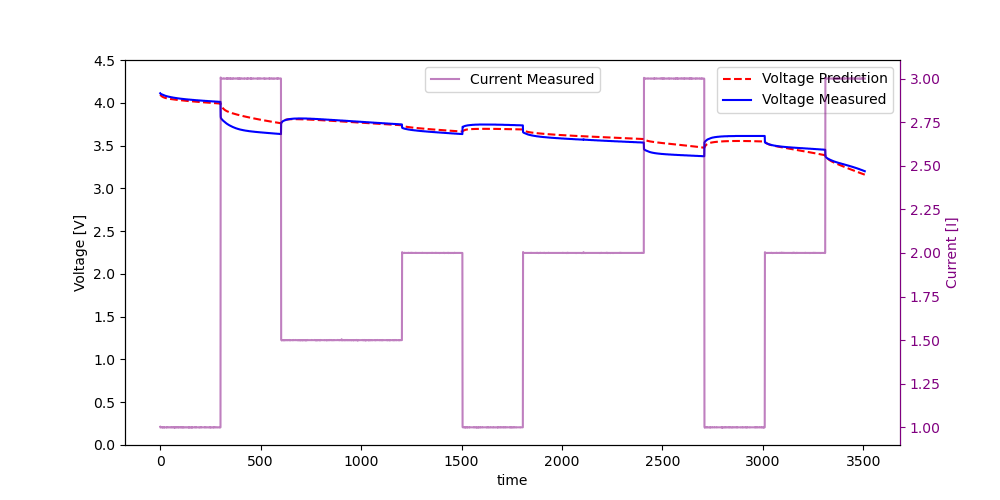 Current Measured
Voltage Prediction
Voltage Measured
4.5
4.0
3.5
3.0
2.5
2.0
1.5
1.0
0.5
0.0
Voltage [V]
3.00
2.75
2.50
2.25
2.00
1.75
1.50
1.25
1.00
Current [I]
0 500 1000 1500 2000 2500 3000 3500
time